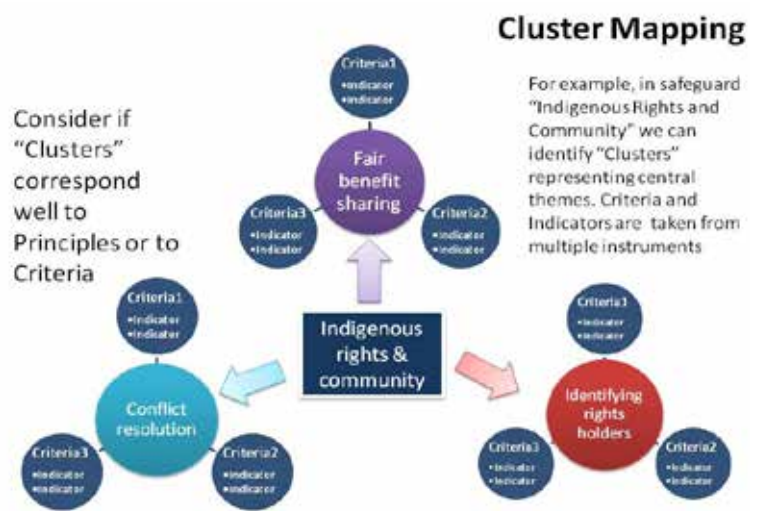 Cluster Mapping
Consider if
"Clusters"
correspond
well to
Principles or to
Criteria
For example, in safeguard
"Indigenous Rights and
Community" we can
identify "Clusters"
representing central
themes. Criteria and
Indicators are taken from
multiple instruments
Criteria1
•Indicator
•Indicator
Fair
benefit
sharing
Criteria3
•Indicator
•Indicator
Criteria2
•Indicator
•Indicator
Indigenous
rights &
community
Criteria1
•Indicator
•Indicator
Conflict
resolution
Criteria3
•Indicator
•Indicator
Criteria2
•Indicator
•Indicator
Criteria1
•Indicator
•Indicator
Identifying
rights
holders
Criteria3
•Indicator
•Indicator
Criteria2
•Indicator
•Indicator